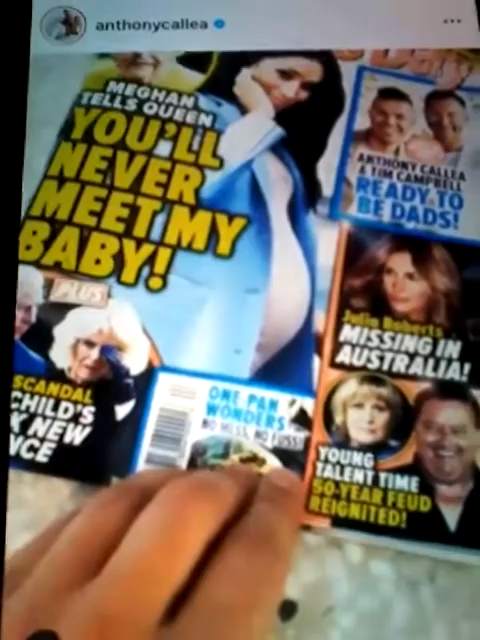 anthonycallea
MEGHAN
TELLS QUEEN
YOU'LL
NEVER
MEET MY
BABY!
PLUS
SCANDAL
CHILD'S
NEW
ANTHONY CALLEA
& TIM CAMPBELL
READY TO
BE DADS!
Julia Roberts
MISSING IN
AUSTRALIA!
ONE-PAN
WONDERS
NO MESS, NO FUSS!
YOUNG
TALENT TIME
50-YEAR FEUD
REIGNITED!